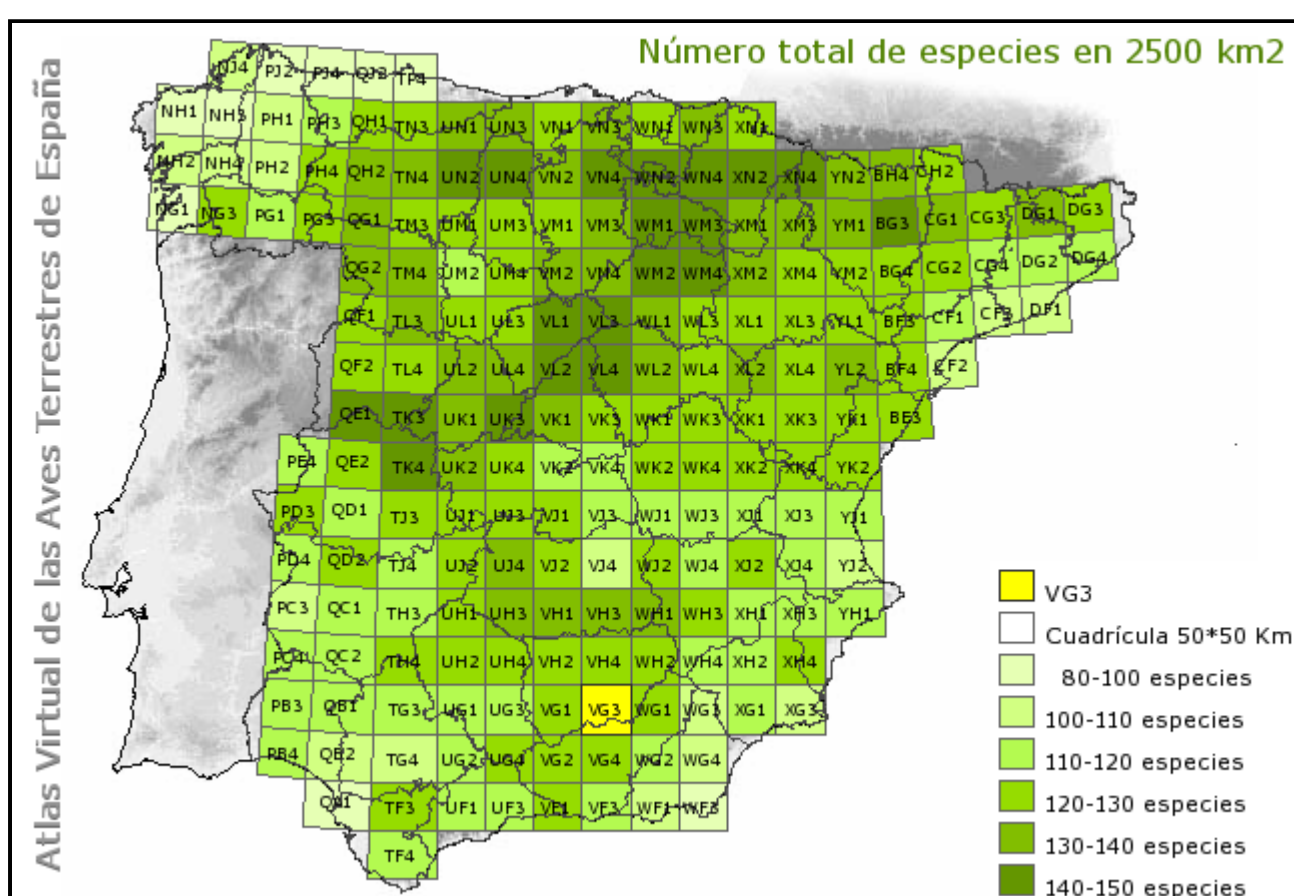 Número total de especies en 2500 km2
Atlas Virtual de las Aves Terrestres de España
NJ4 PJ2 PJ4 QJ2 TP4
NH1 NH3 PH1 PH3 QH1 TN3 UN1 UN3 VN1 VN3 WN1 WN3 XN1
NH2 NH4 PH2 PH4 QH2 TN4 UN2 UN4 VN2 VN4 WN2 WN4 XN2 XN4 YN2 BH4 CH2
NG1 NG3 PG1 PG3 QG1 TM3 UM1 UM3 VM1 VM3 WM1 WM3 XM1 XM3 YM1 BG3 CG1 CG3 DG1 DG3
QG2 TM4 UM2 UM4 VM2 VM4 WM2 WM4 XM2 XM4 YM2 BG4 CG2 CG4 DG2 DG4
QF1 TL3 UL1 UL3 VL1 VL3 WL1 WL3 XL1 XL3 YL1 BF3 CF1 CF3 DF1
QF2 TL4 UL2 UL4 VL2 VL4 WL2 WL4 XL2 XL4 YL2 BF4 CF2
QE1 TK3 UK1 UK3 VK1 VK3 WK1 WK3 XK1 XK3 YK1 BE3
PE4 QE2 TK4 UK2 UK4 VK2 VK4 WK2 WK4 XK2 XK4 YK2
PD3 QD1 TJ3 UJ1 UJ3 VJ1 VJ3 WJ1 WJ3 XJ1 XJ3 YJ1
PD4 QD2 TJ4 UJ2 UJ4 VJ2 VJ4 WJ2 WJ4 XJ2 XJ4 YJ2
PC3 QC1 TH3 UH1 UH3 VH1 VH3 WH1 WH3 XH1 XH3 YH1
PC4 QC2 TH4 UH2 UH4 VH2 VH4 WH2 WH4 XH2 XH4
PB3 QB1 TG3 UG1 UG3 VG1 VG3 WG1 WG3 XG1 XG3
PB4 QB2 TG4 UG2 UG4 VG2 VG4 WG2 WG4
QA1 TF3 UF1 UF3 VF1 VF3 WF1 WF3
TF4
VG3
Cuadrícula 50*50 Km
80-100 especies
100-110 especies
110-120 especies
120-130 especies
130-140 especies
140-150 especies